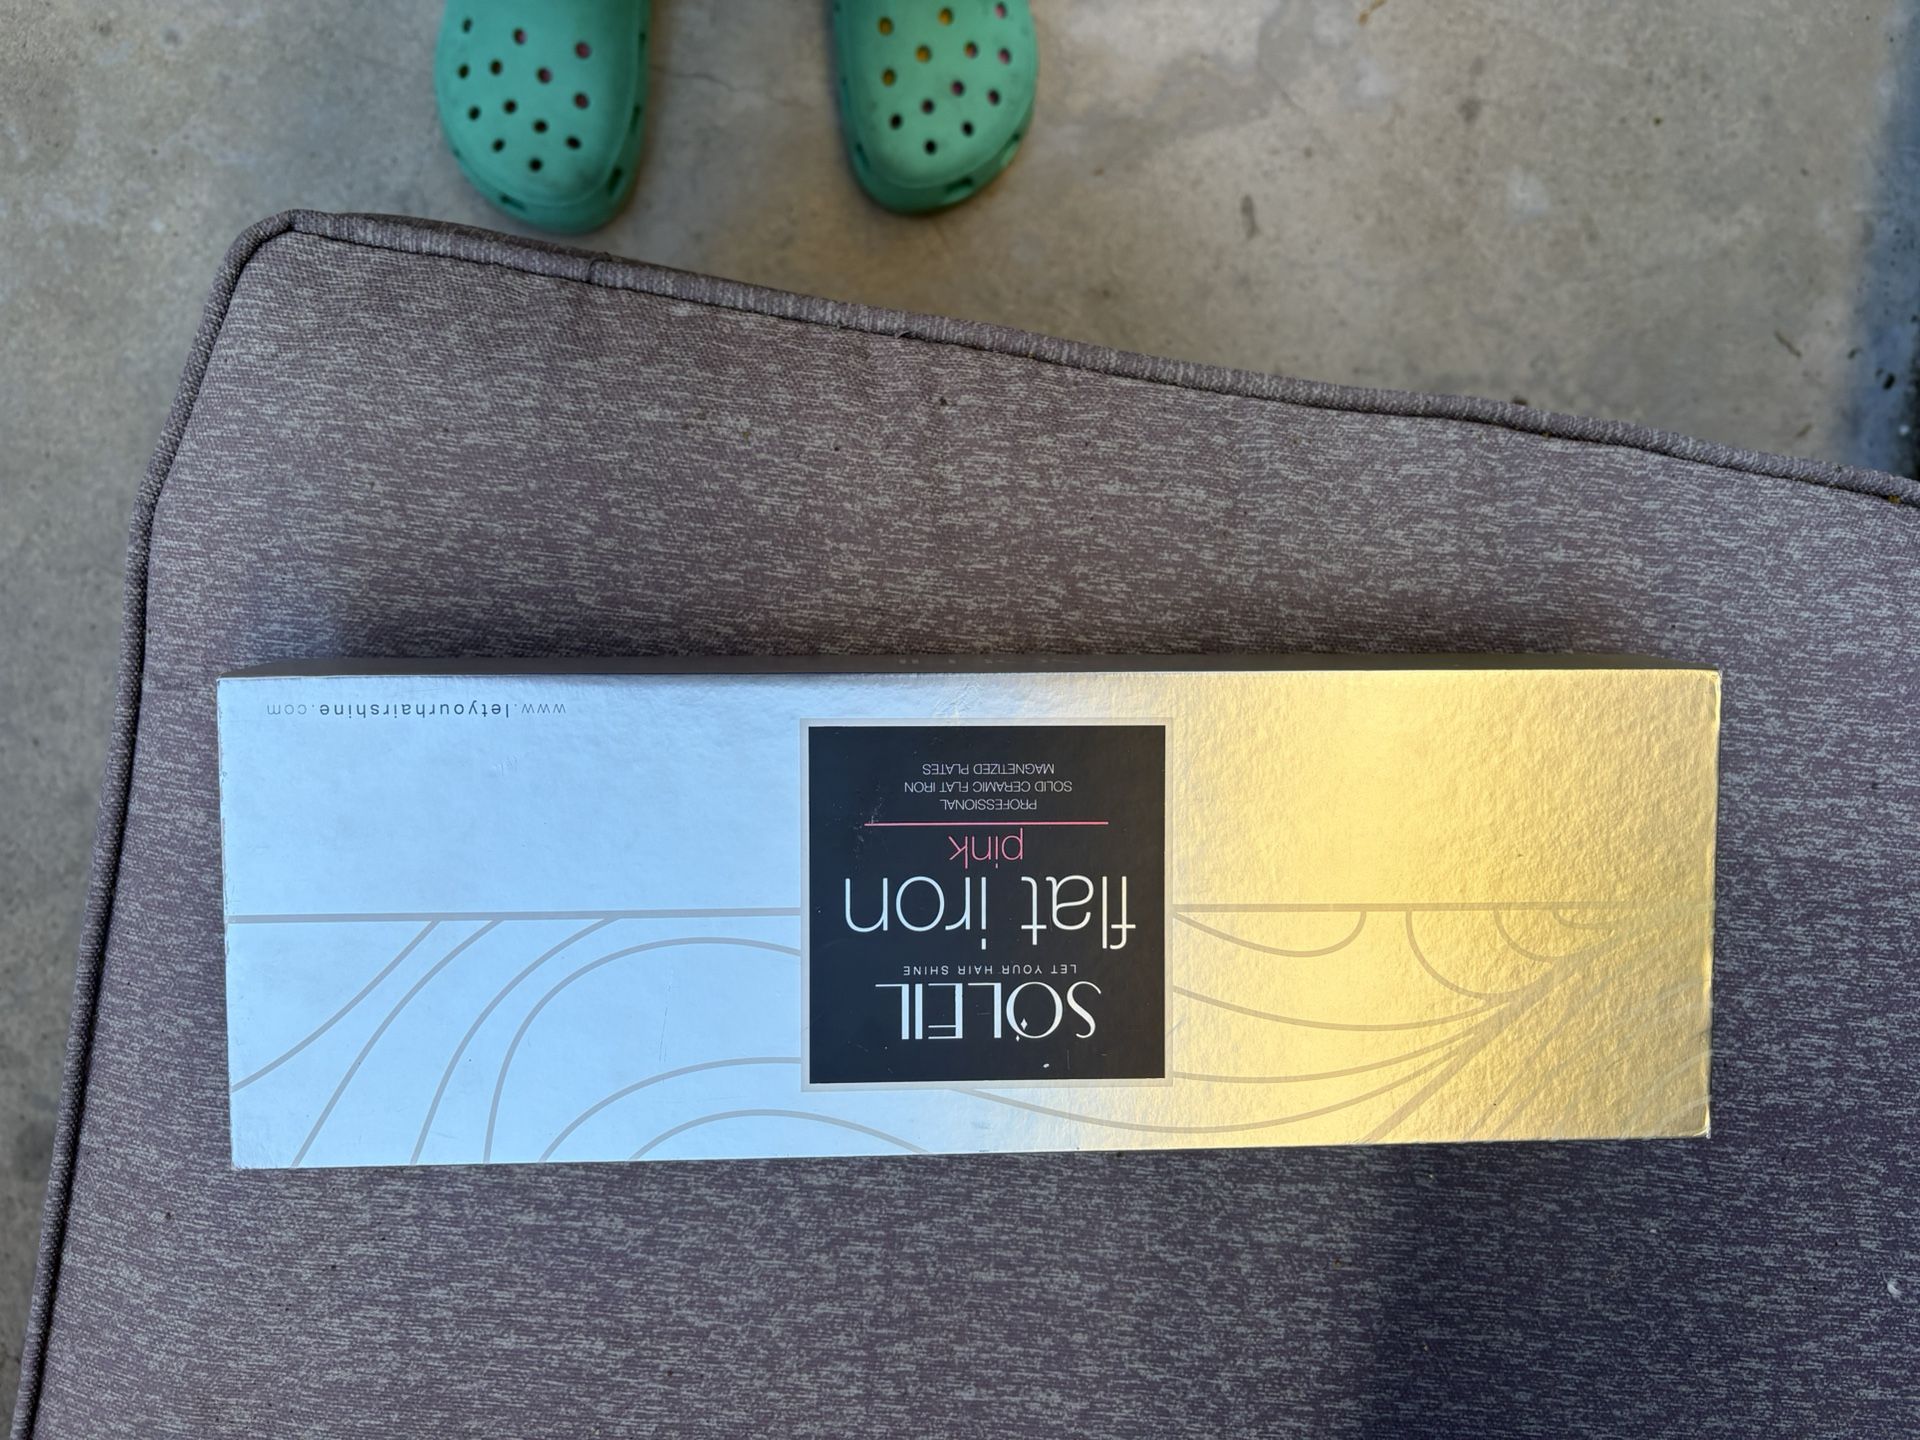 SOLEIL
LET YOUR HAIR SHINE
flat iron
pink
PROFESSIONAL
SOLID CERAMIC FLAT IRON
MAGNETIZED PLATES
www.letyourhairshine.com